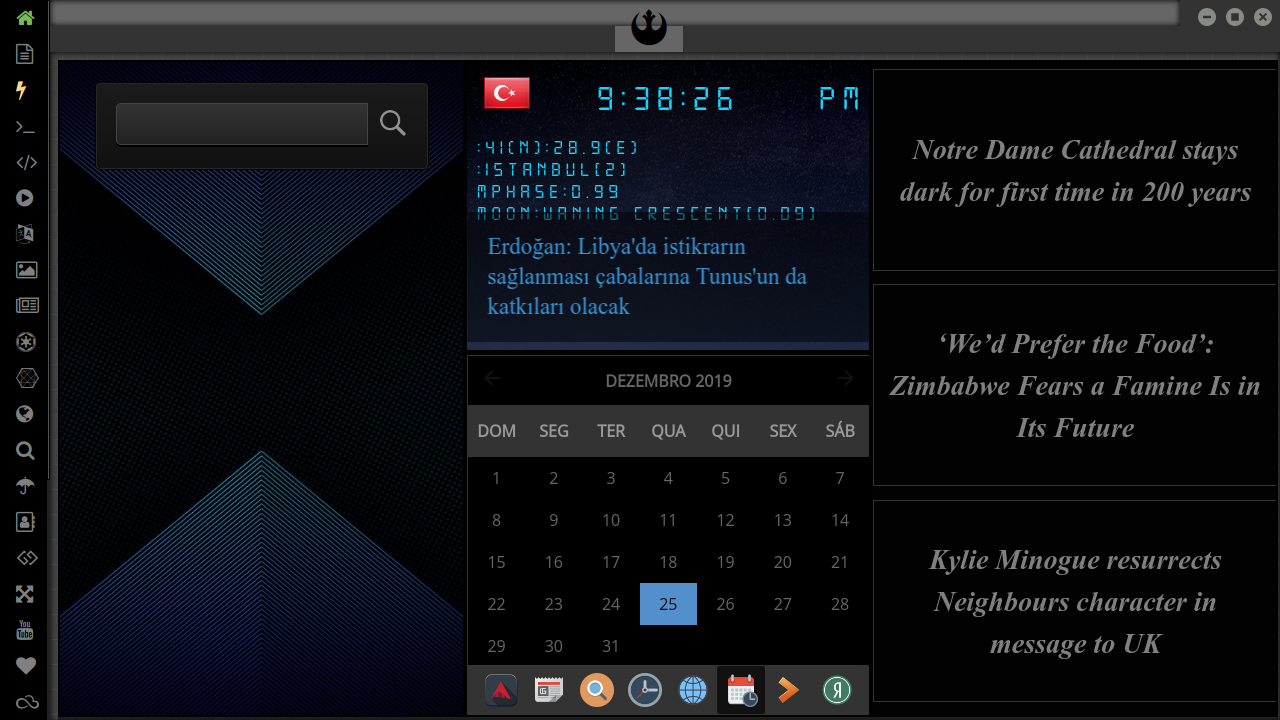 9:38:26 PM
:41(N):28.9(E)
:ISTANBUL(2)
MPHASE:0.99
MOON:WANING CRESCENT(0.09)
Erdoğan: Libya'da istikrarın
sağlanması çabalarına Tunus'un da
katkıları olacak
DEZEMBRO 2019
DOM SEG TER QUA QUI SEX SÁB
1 2 3 4 5 6 7
8 9 10 11 12 13 14
15 16 17 18 19 20 21
22 23 24 25 26 27 28
29 30 31
Notre Dame Cathedral stays
dark for first time in 200 years
‘We’d Prefer the Food’:
Zimbabwe Fears a Famine Is in
Its Future
Kylie Minogue resurrects
Neighbours character in
message to UK
You
Tube
Я